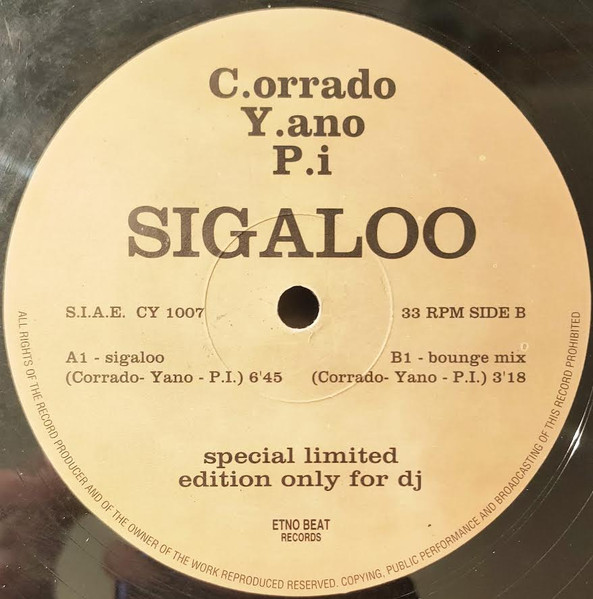 C.orrado
Y.ano
P.i
SIGALOO
S.I.A.E. CY 1007
33 RPM SIDE B
A1 - sigaloo
(Corrado- Yano - P.I.) 6'45
B1 - bounge mix
(Corrado- Yano - P.I.) 3'18
special limited
edition only for dj
ETNO BEAT
RECORDS
ALL RIGHTS OF THE RECORD PRODUCER AND OF THE OWNER OF THE WORK REPRODUCED RESERVED. COPYING, PUBLIC PERFORMANCE AND BROADCASTING OF THIS RECORD PROHIBITED